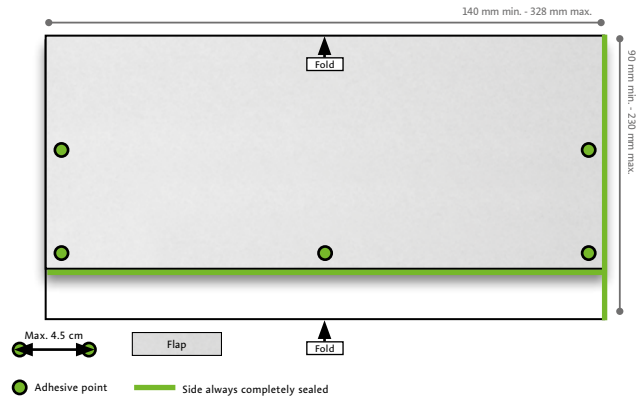 140 mm min. - 328 mm max.
Fold
90 mm min. - 230 mm max.
Max. 4.5 cm
Flap
Fold
Adhesive point
Side always completely sealed